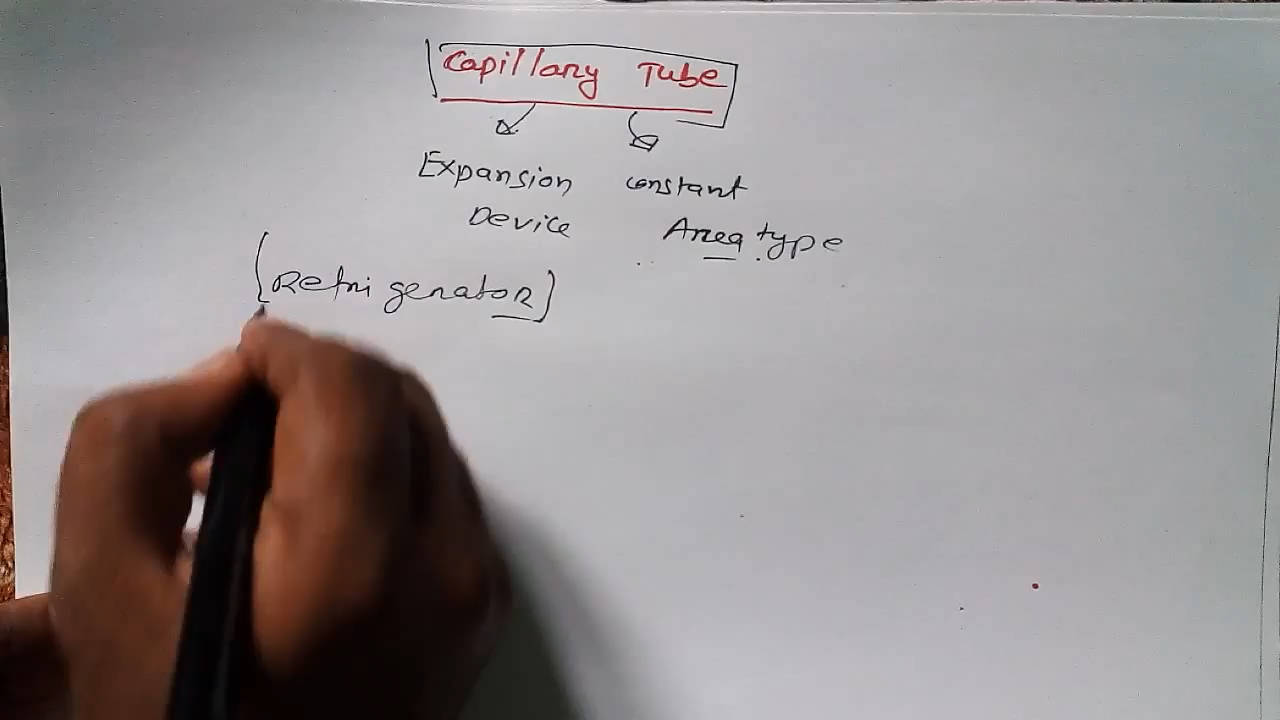 Capillary Tube
Expansion constant
Device Area type
(Refrigerator)